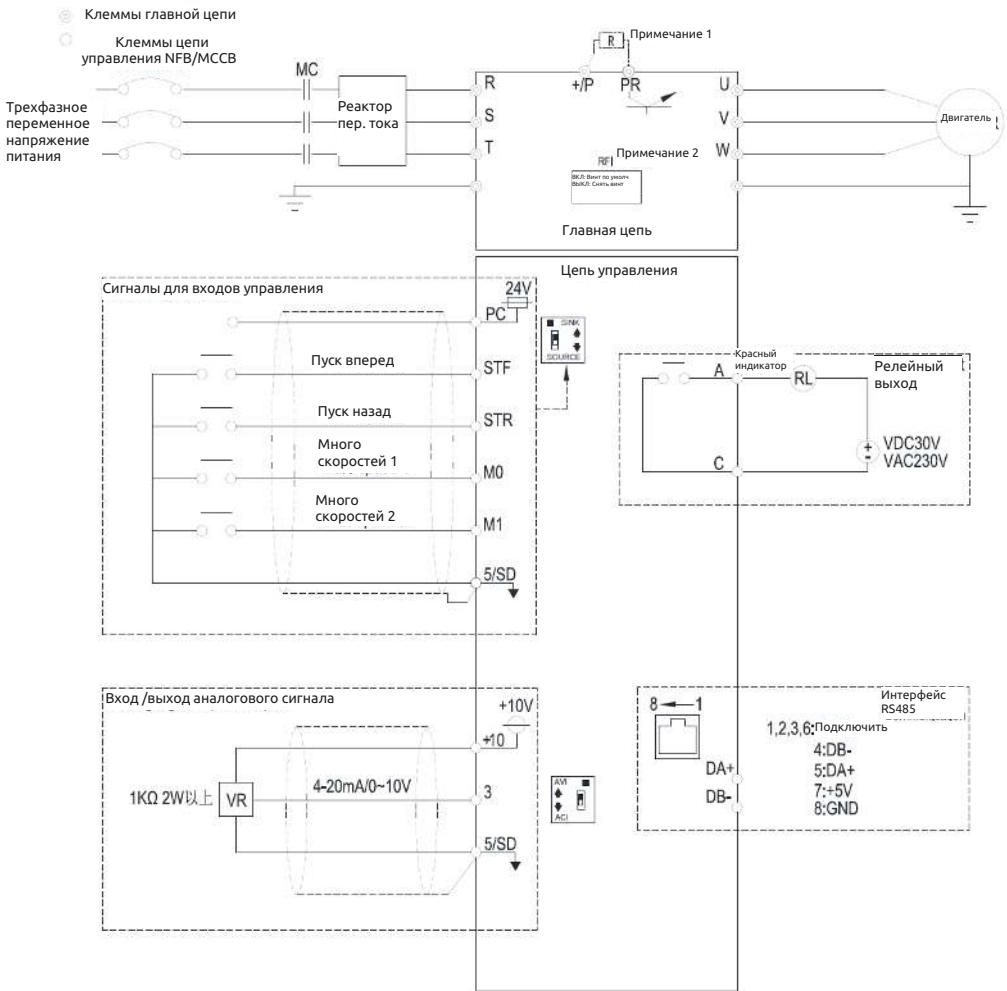 Клеммы главной цепи
Клеммы цепи
управления NFB/MCCB
Примечание 1
R
MC
+/P
PR
Трехфазное
переменное
напряжение
питания
Реактор
пер. тока
R
S
T
U
V
W
Двигатель
Примечание 2
RFI
ВКЛ: Винт по умолч
ВЫКЛ: Снять винт
Главная цепь
Цепь управления
Сигналы для входов управления
24V
PC
SINK
SOURCE
Пуск вперед
STF
Пуск назад
STR
Много
скоростей 1
M0
Много
скоростей 2
M1
5/SD
Красный
индикатор
Релейный
выход
A
RL
C
+
-
VDC30V
VAC230V
Вход /выход аналогового сигнала
+10V
+10
1KΩ 2W以上
VR
4-20mA/0~10V
3
AVI
ACI
5/SD
Интерфейс
RS485
8
1
1,2,3,6:Подключить
4:DB-
5:DA+
7:+5V
8:GND
DA+
DB-